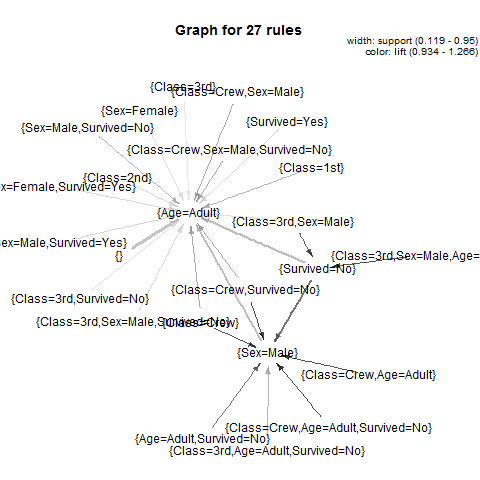 Graph for 27 rules
width: support (0.119 - 0.95)
color: lift (0.934 - 1.266)
{Class=3rd}
{Class=Crew,Sex=Male}
{Sex=Female}
{Survived=Yes}
{Sex=Male,Survived=No}
{Class=Crew,Sex=Male,Survived=No}
{Class=1st}
{Class=2nd}
ex=Female,Survived=Yes}
{Age=Adult}
{Class=3rd,Sex=Male}
Sex=Male,Survived=Yes}
{}
{Class=3rd,Sex=Male,Age=
{Survived=No}
{Class=Crew,Survived=No}
{Class=3rd,Survived=No}
{Class=3rd,Sex=Male,Survived=No}
{Class=Crew}
{Sex=Male}
{Class=Crew,Age=Adult}
{Class=Crew,Age=Adult,Survived=No}
{Age=Adult,Survived=No}
{Class=3rd,Age=Adult,Survived=No}